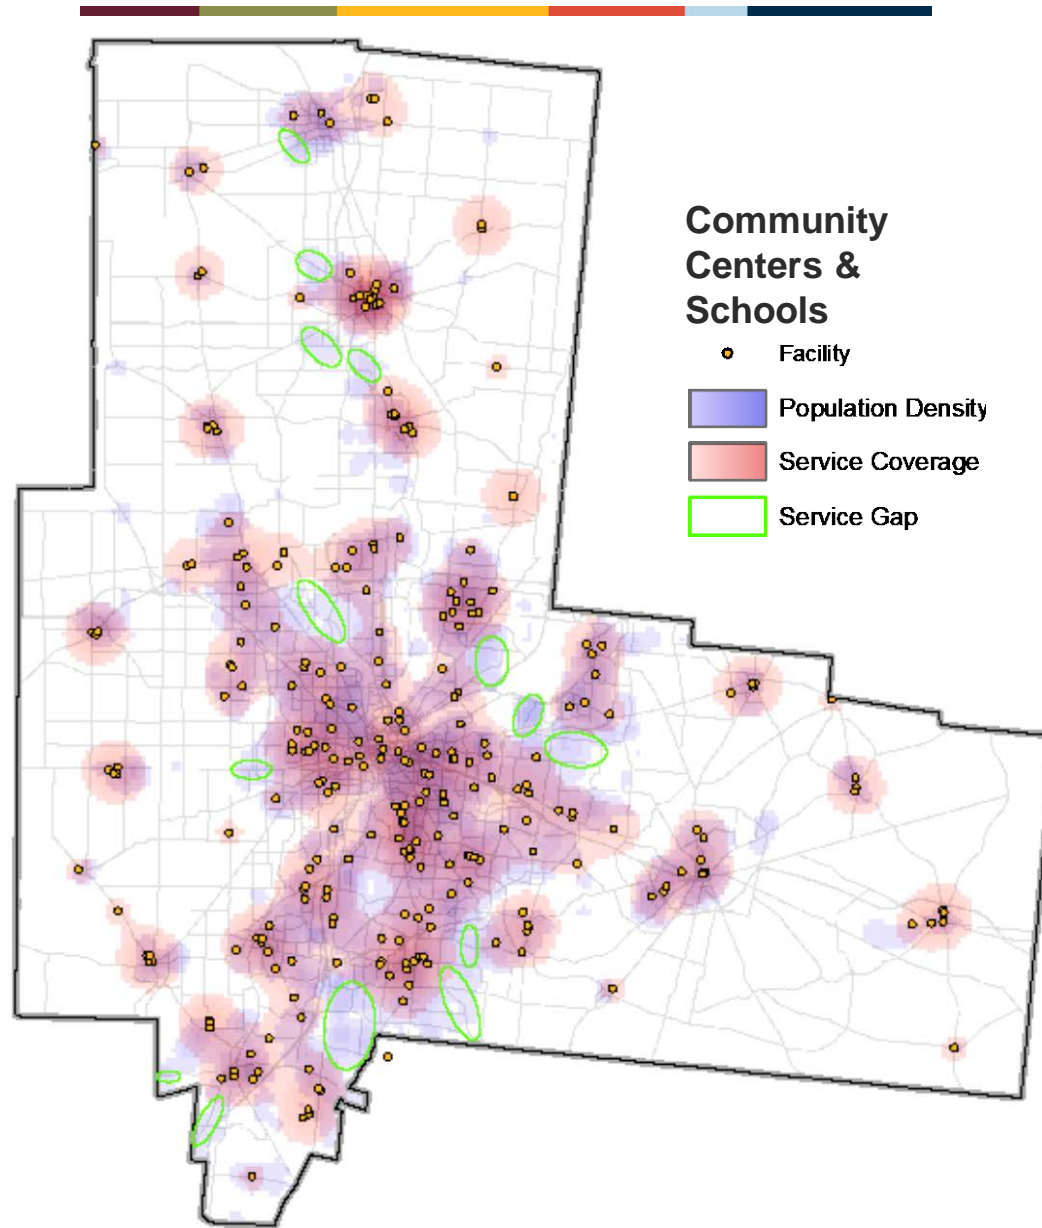 Community
Centers &
Schools
Facility
Population Density
Service Coverage
Service Gap